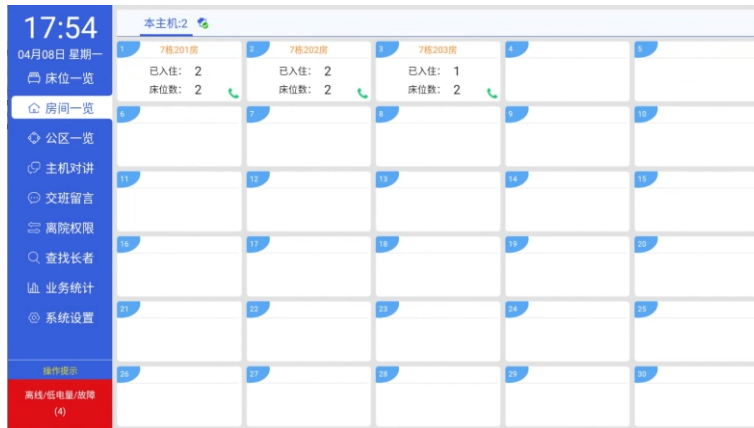 17:54
04月08日 星期一
床位一览
房间一览
公区一览
主机对讲
交班留言
离院权限
查找长者
业务统计
系统设置
操作提示
离线/低电量/故障
(4)
本主机:2
1 7栋201房
已入住： 2
床位数： 2
2 7栋202房
已入住： 2
床位数： 2
3 7栋203房
已入住： 1
床位数： 2
4
5
6
7
8
9
10
11
12
13
14
15
16
17
18
19
20
21
22
23
24
25
26
27
28
29
30